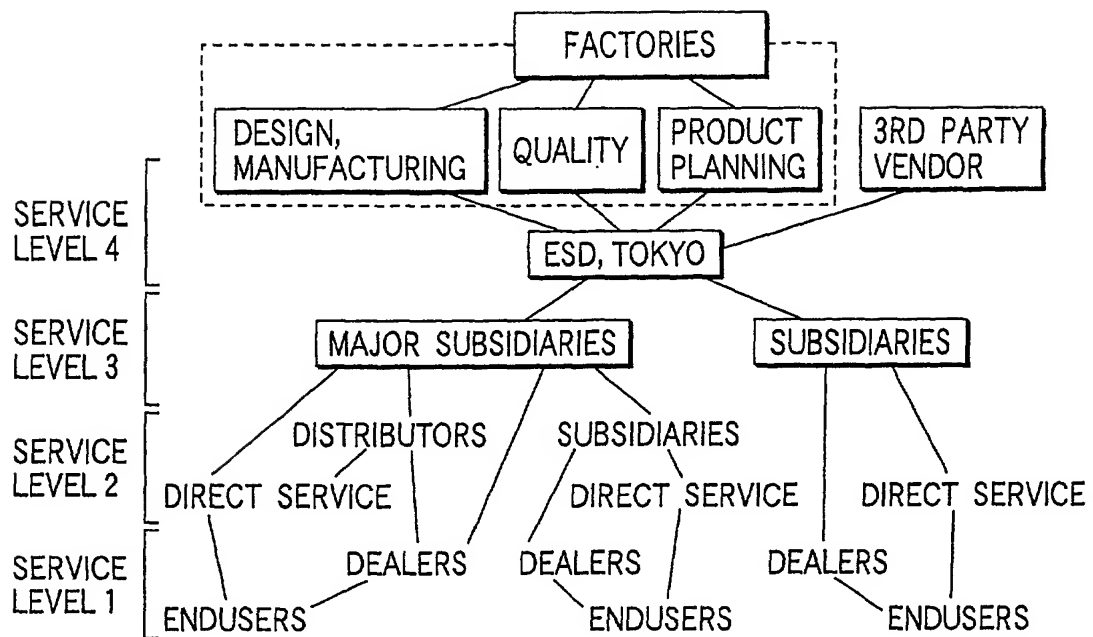 FACTORIES
DESIGN,
MANUFACTURING
QUALITY
PRODUCT
PLANNING
3RD PARTY
VENDOR
SERVICE
LEVEL 4
ESD, TOKYO
SERVICE
LEVEL 3
MAJOR SUBSIDIARIES
SUBSIDIARIES
SERVICE
LEVEL 2
DISTRIBUTORS
SUBSIDIARIES
DIRECT SERVICE
DIRECT SERVICE
DIRECT SERVICE
SERVICE
LEVEL 1
DEALERS
DEALERS
DEALERS
ENDUSERS
ENDUSERS
ENDUSERS